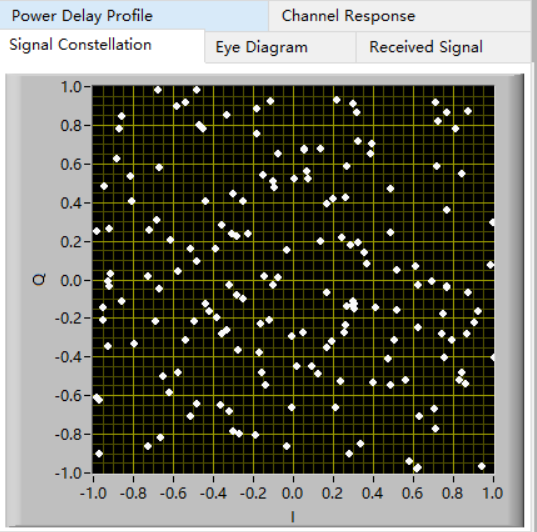 Power Delay Profile Channel Response
Signal Constellation Eye Diagram Received Signal
1.0
0.8
0.6
0.4
0.2
Q 0.0
-0.2
-0.4
-0.6
-0.8
-1.0
-1.0 -0.8 -0.6 -0.4 -0.2 0.0 0.2 0.4 0.6 0.8 1.0
I